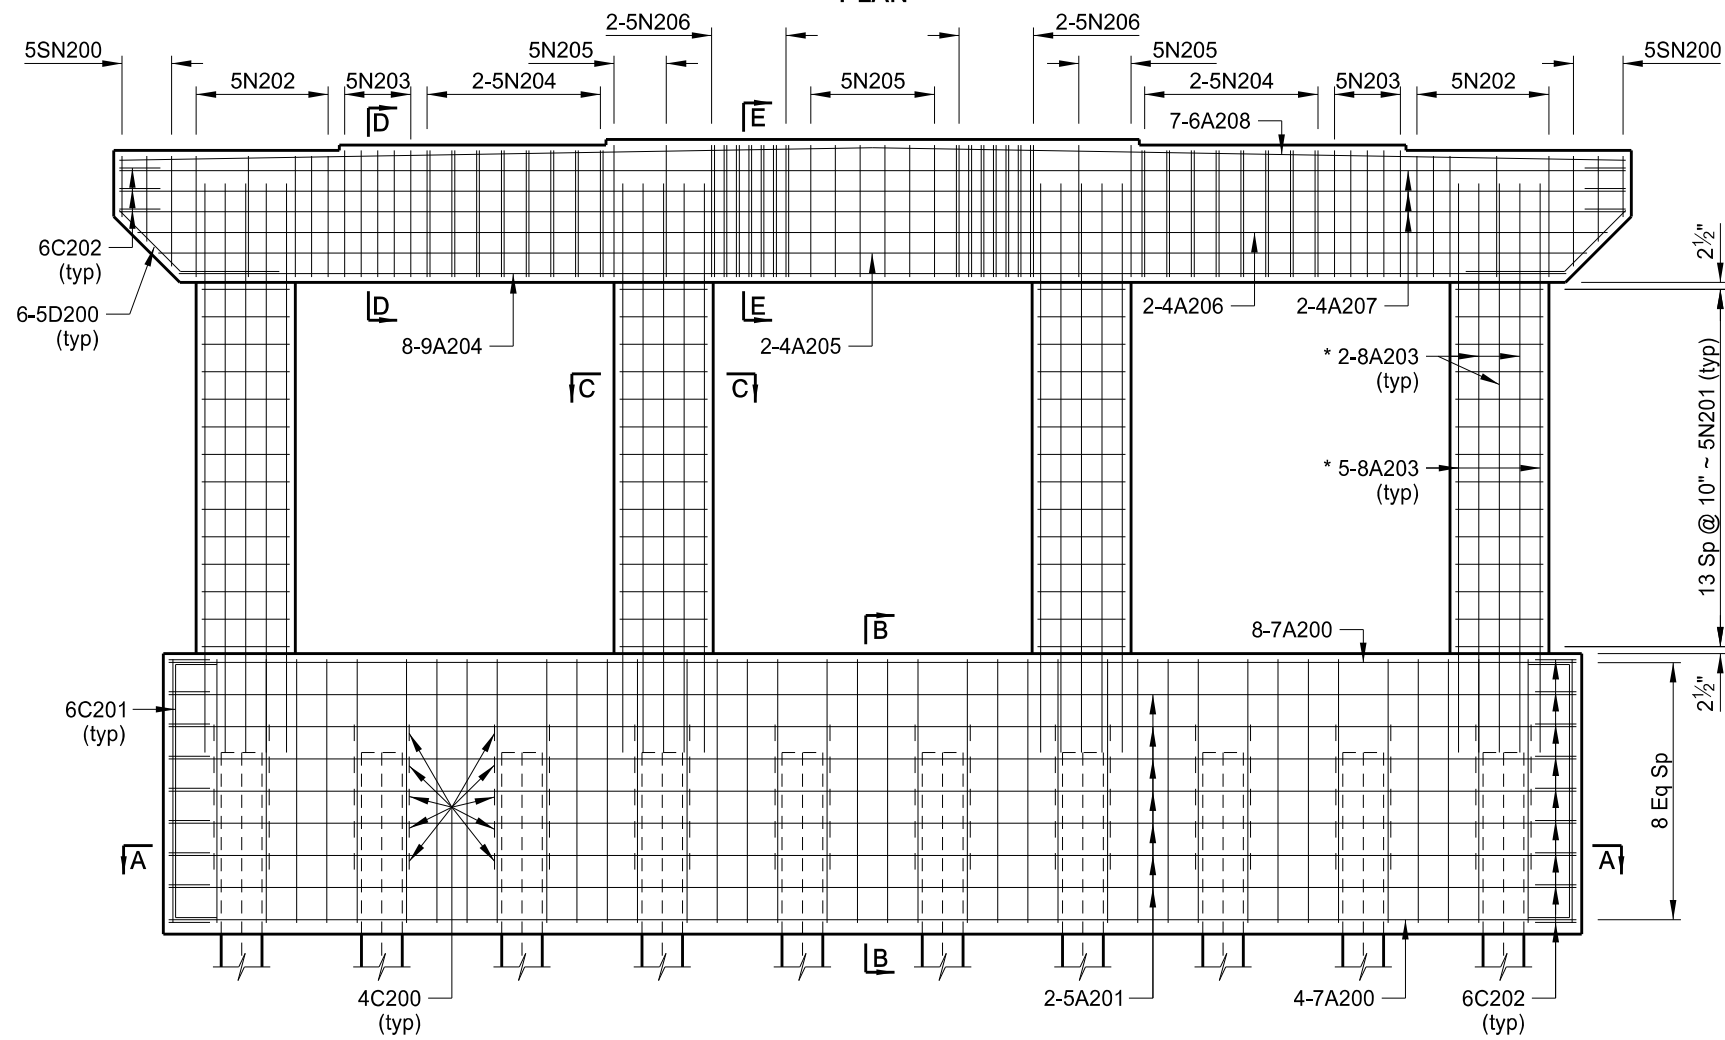 2-5N206
2-5N206
5SN200
5N205
5N205
5SN200
5N202
5N203
2-5N204
5N205
2-5N204
5N203
5N202
D
E
7-6A208
6C202
(typ)
6-5D200
(typ)
D
E
8-9A204
2-4A205
2-4A206
2-4A207
2½"
C
C
* 2-8A203
(typ)
* 5-8A203
(typ)
13 Sp @ 10" ~ 5N201 (typ)
B
8-7A200
2½"
6C201
(typ)
8 Eq Sp
A
A
B
4C200
(typ)
2-5A201
4-7A200
6C202
(typ)